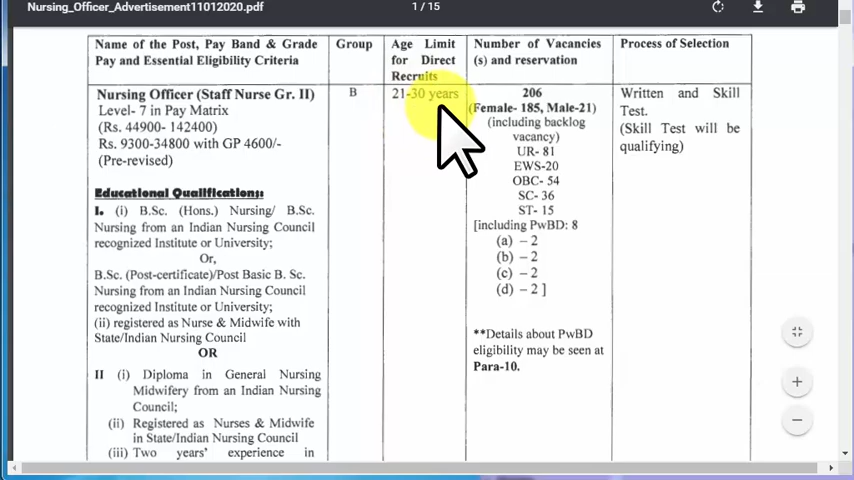 Nursing_Officer_Advertisement11012020.pdf
1 / 15
Name of the Post, Pay Band & Grade
Pay and Essential Eligibility Criteria
Group
Age Limit
for Direct
Recruits
Number of Vacancies
(s) and reservation
Process of Selection
Nursing Officer (Staff Nurse Gr. II)
Level- 7 in Pay Matrix
(Rs. 44900- 142400)
Rs. 9300-34800 with GP 4600/-
(Pre-revised)
Educational Qualifications:
I. (i) B.Sc. (Hons.) Nursing/ B.Sc.
Nursing from an Indian Nursing Council
recognized Institute or University;
Or,
B.Sc. (Post-certificate)/Post Basic B. Sc.
Nursing from an Indian Nursing Council
recognized Institute or University;
(ii) registered as Nurse & Midwife with
State/Indian Nursing Council
OR
II (i) Diploma in General Nursing
Midwifery from an Indian Nursing
Council;
(ii) Registered as Nurses & Midwife
in State/Indian Nursing Council
(iii) Two years' experience in
B
21-30 years
206
(Female- 185, Male-21)
(including backlog
vacancy)
UR- 81
EWS-20
OBC- 54
SC- 36
ST- 15
[including PwBD: 8
(a) – 2
(b) – 2
(c) – 2
(d) – 2 ]
**Details about PwBD
eligibility may be seen at
Para-10.
Written and Skill
Test.
(Skill Test will be
qualifying)